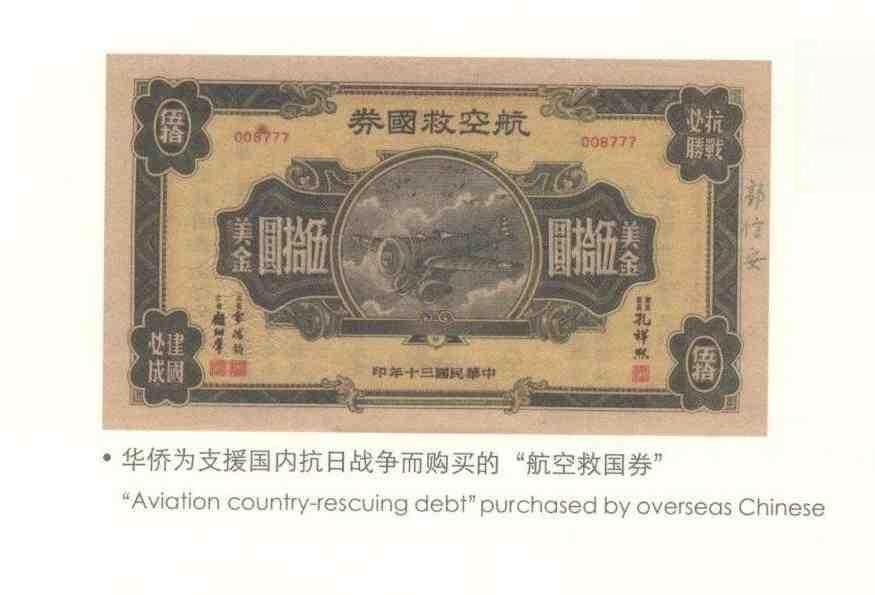 伍拾
008777
航空救國券
008777
抗戰
必勝
美金
伍拾圓
伍拾圓
美金
郭信安
建國
必成
孔祥熙
伍拾
中華民國三十年印
• 华侨为支援国内抗日战争而购买的“航空救国券”
“Aviation country-rescuing debt” purchased by overseas Chinese